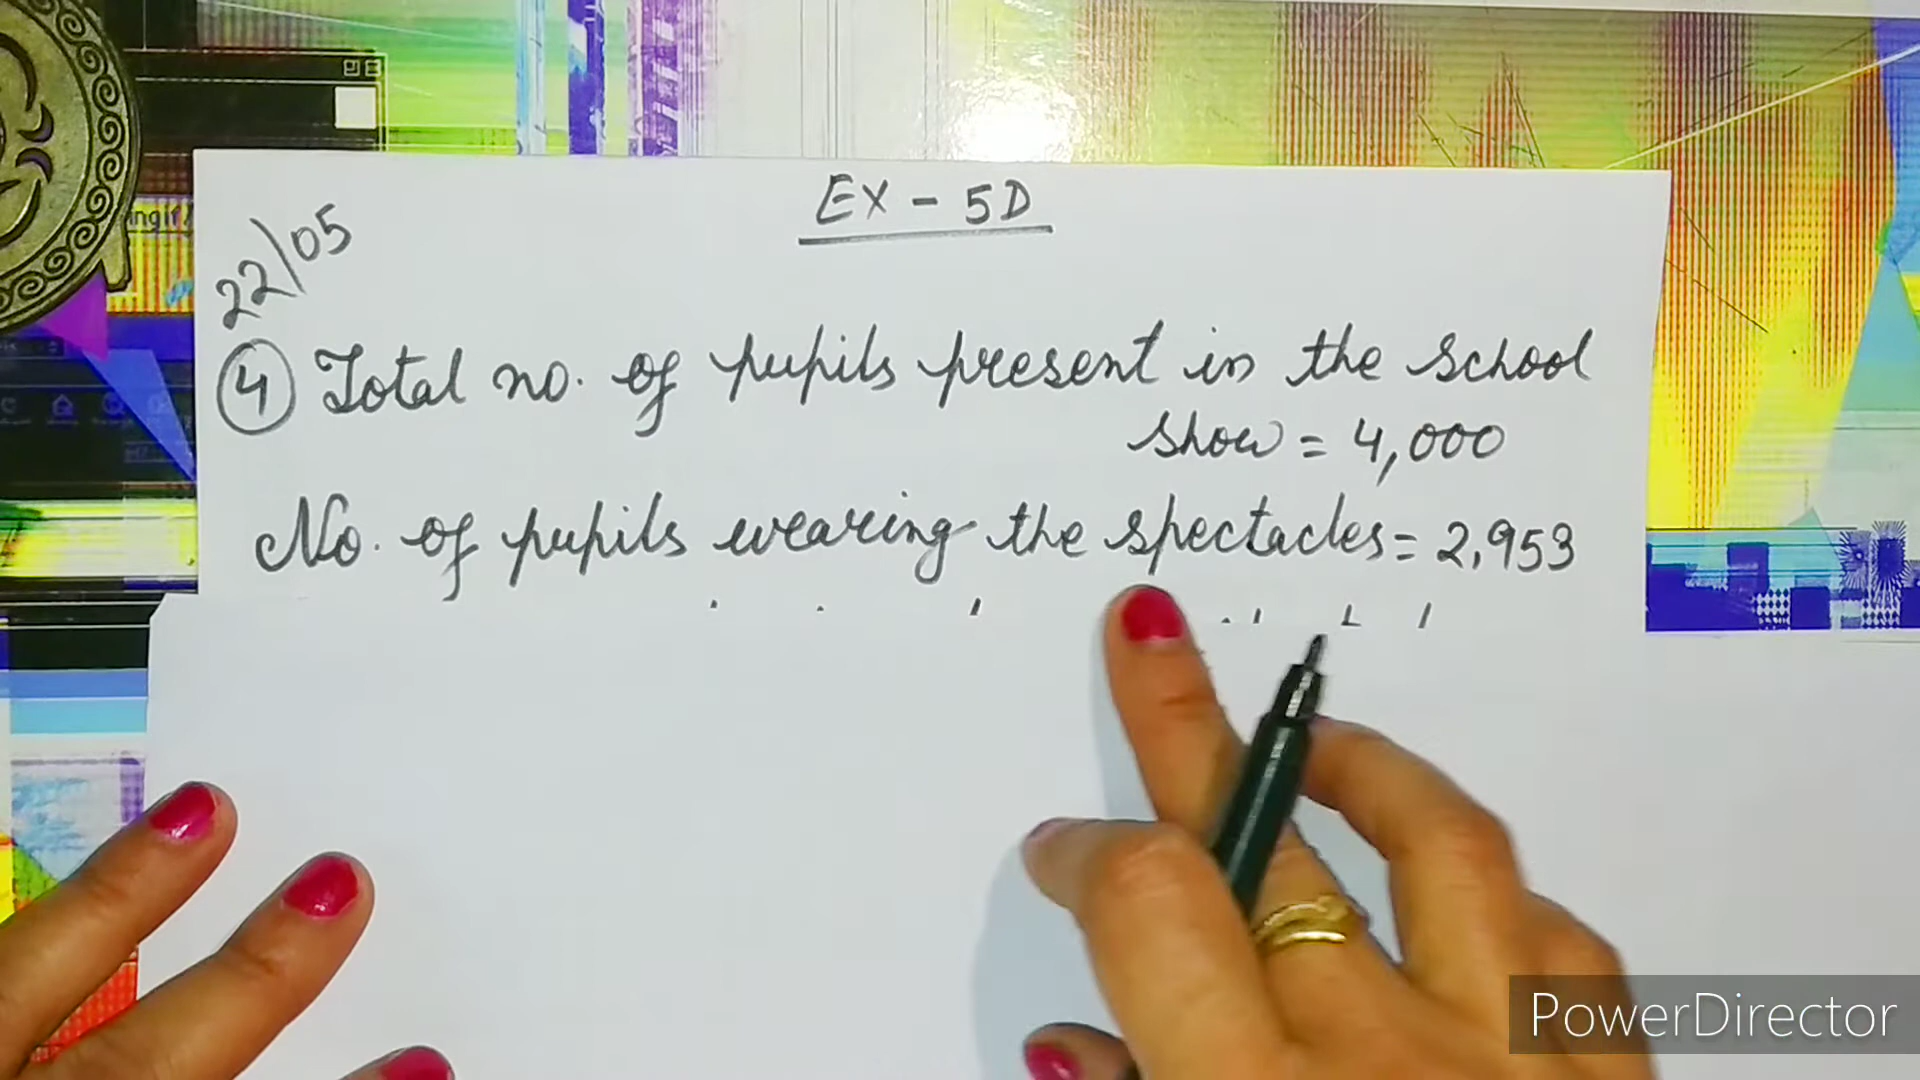 EX - 5D
22/05
④ Total no. of pupils present in the school
show = 4,000
No. of pupils wearing the spectacles = 2,953
PowerDirector